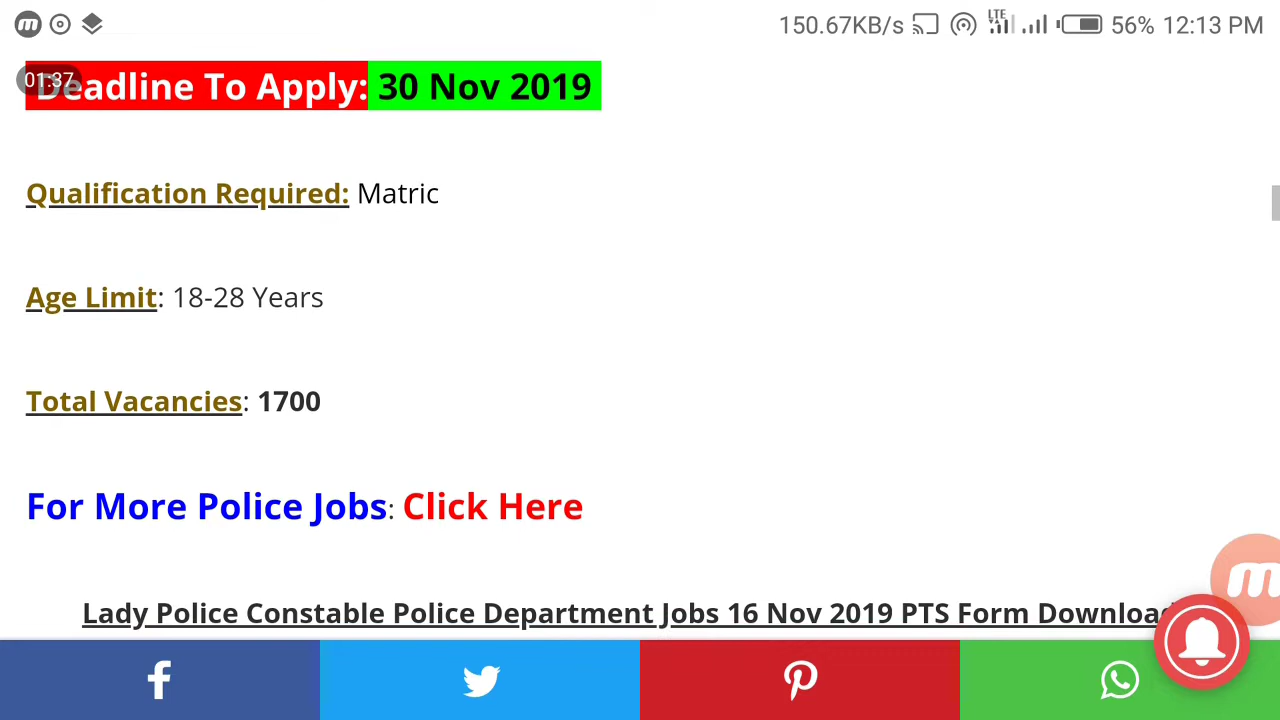 150.67KB/s LTE 56% 12:13 PM
01:37
Deadline To Apply: 30 Nov 2019
Qualification Required: Matric
Age Limit: 18-28 Years
Total Vacancies: 1700
For More Police Jobs: Click Here
Lady Police Constable Police Department Jobs 16 Nov 2019 PTS Form Download